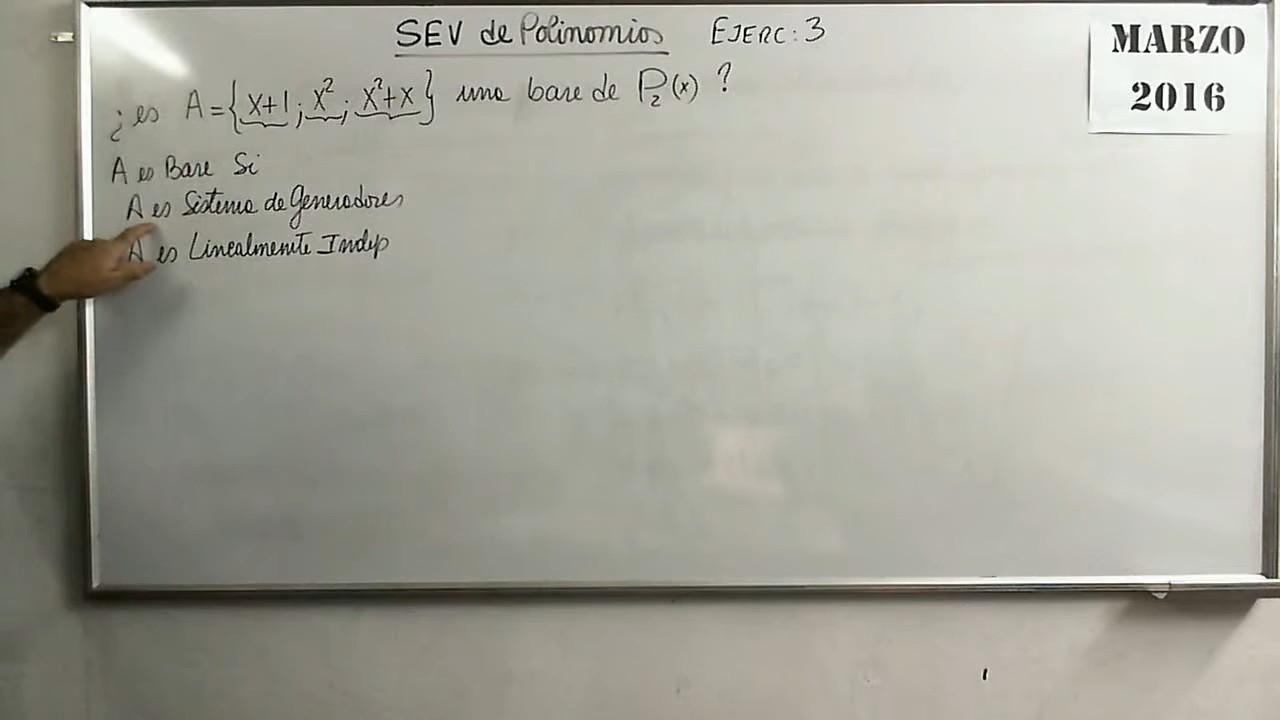 SEV de Polinomios EJERC: 3
MARZO
2016
¿es A={x+1; x²; x²+x} una base de P₂(x)?
A es Base Si
A es Sistema de Generadores
A es Linealmente Indep